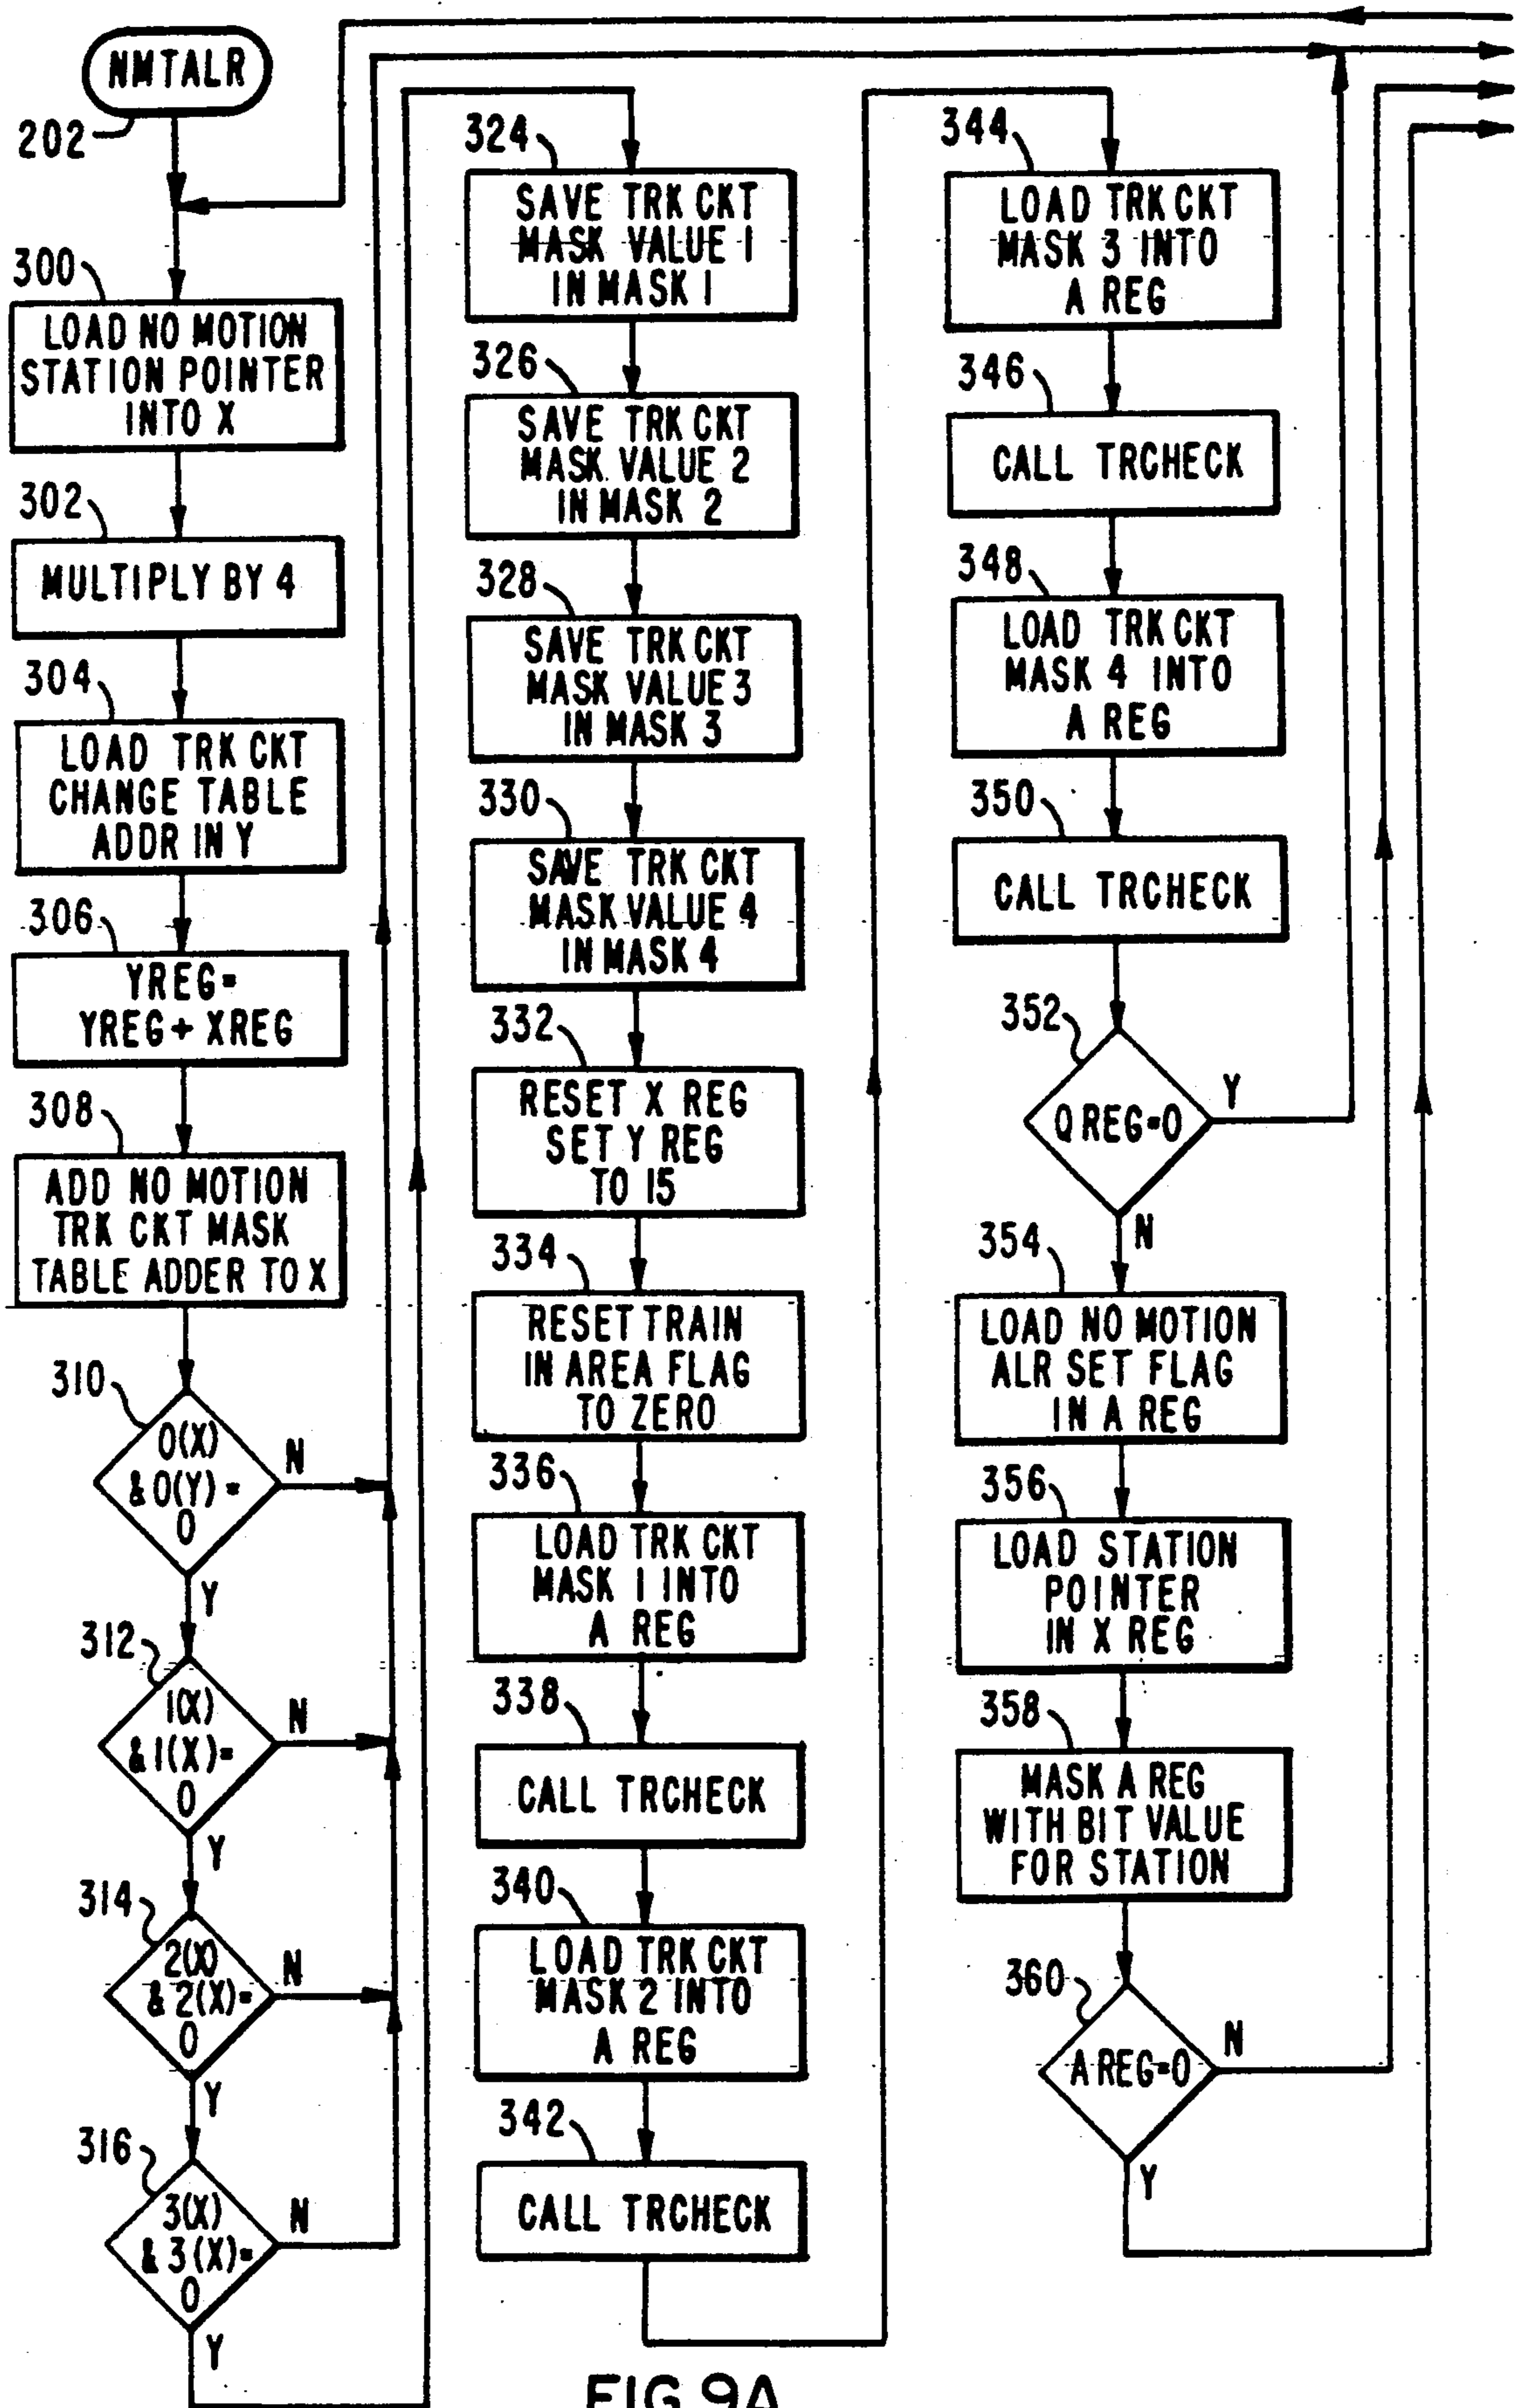 NMTALR
202
300
LOAD NO MOTION
STATION POINTER
INTO X
302
MULTIPLY BY 4
304
LOAD TRK CKT
CHANGE TABLE
ADDR IN Y
306
YREG=
YREG+ XREG
308
ADD NO MOTION
TRK CKT MASK
TABLE ADDER TO X
310
0(X)
& 0(Y) =
0
N
Y
312
1(X)
& 1(X)=
0
N
Y
314
2(X)
& 2(X)=
0
N
Y
316
3(X)
& 3(X)=
0
N
Y
324
SAVE TRK CKT
MASK VALUE 1
IN MASK 1
326
SAVE TRK CKT
MASK VALUE 2
IN MASK 2
328
SAVE TRK CKT
MASK VALUE 3
IN MASK 3
330
SAVE TRK CKT
MASK VALUE 4
IN MASK 4
332
RESET X REG
SET Y REG
TO 15
334
RESET TRAIN
IN AREA FLAG
TO ZERO
336
LOAD TRK CKT
MASK 1 INTO
A REG
338
CALL TRCHECK
340
LOAD TRK CKT
MASK 2 INTO
A REG
342
CALL TRCHECK
344
LOAD TRK CKT
MASK 3 INTO
A REG
346
CALL TRCHECK
348
LOAD TRK CKT
MASK 4 INTO
A REG
350
CALL TRCHECK
352
Q REG=0
Y
N
354
LOAD NO MOTION
ALR SET FLAG
IN A REG
356
LOAD STATION
POINTER
IN X REG
358
MASK A REG
WITH BIT VALUE
FOR STATION
360
A REG=0
N
Y
FIG. 9A